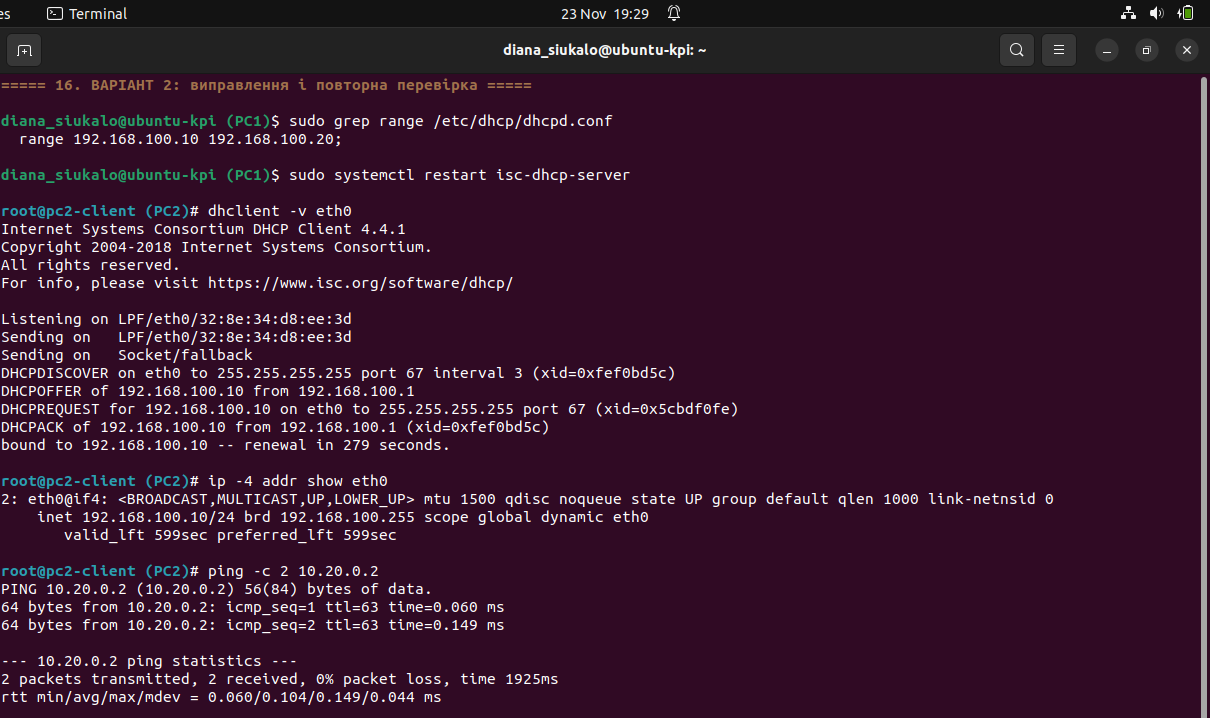 es
Terminal
23 Nov 19:29
diana_siukalo@ubuntu-kpi: ~
===== 16. ВАРІАНТ 2: виправлення і повторна перевірка =====
diana_siukalo@ubuntu-kpi (PC1)$ sudo grep range /etc/dhcp/dhcpd.conf
  range 192.168.100.10 192.168.100.20;
diana_siukalo@ubuntu-kpi (PC1)$ sudo systemctl restart isc-dhcp-server
root@pc2-client (PC2)# dhclient -v eth0
Internet Systems Consortium DHCP Client 4.4.1
Copyright 2004-2018 Internet Systems Consortium.
All rights reserved.
For info, please visit https://www.isc.org/software/dhcp/
Listening on LPF/eth0/32:8e:34:d8:ee:3d
Sending on   LPF/eth0/32:8e:34:d8:ee:3d
Sending on   Socket/fallback
DHCPDISCOVER on eth0 to 255.255.255.255 port 67 interval 3 (xid=0xfef0bd5c)
DHCPOFFER of 192.168.100.10 from 192.168.100.1
DHCPREQUEST for 192.168.100.10 on eth0 to 255.255.255.255 port 67 (xid=0x5cbdf0fe)
DHCPACK of 192.168.100.10 from 192.168.100.1 (xid=0xfef0bd5c)
bound to 192.168.100.10 -- renewal in 279 seconds.
root@pc2-client (PC2)# ip -4 addr show eth0
2: eth0@if4: <BROADCAST,MULTICAST,UP,LOWER_UP> mtu 1500 qdisc noqueue state UP group default qlen 1000 link-netnsid 0
    inet 192.168.100.10/24 brd 192.168.100.255 scope global dynamic eth0
       valid_lft 599sec preferred_lft 599sec
root@pc2-client (PC2)# ping -c 2 10.20.0.2
PING 10.20.0.2 (10.20.0.2) 56(84) bytes of data.
64 bytes from 10.20.0.2: icmp_seq=1 ttl=63 time=0.060 ms
64 bytes from 10.20.0.2: icmp_seq=2 ttl=63 time=0.149 ms
--- 10.20.0.2 ping statistics ---
2 packets transmitted, 2 received, 0% packet loss, time 1925ms
rtt min/avg/max/mdev = 0.060/0.104/0.149/0.044 ms